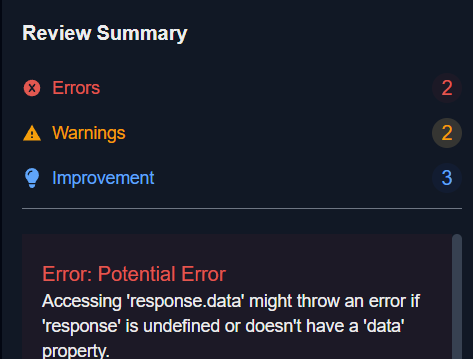 Review Summary
Errors 2
Warnings 2
Improvement 3
Error: Potential Error
Accessing 'response.data' might throw an error if
'response' is undefined or doesn't have a 'data'
property.